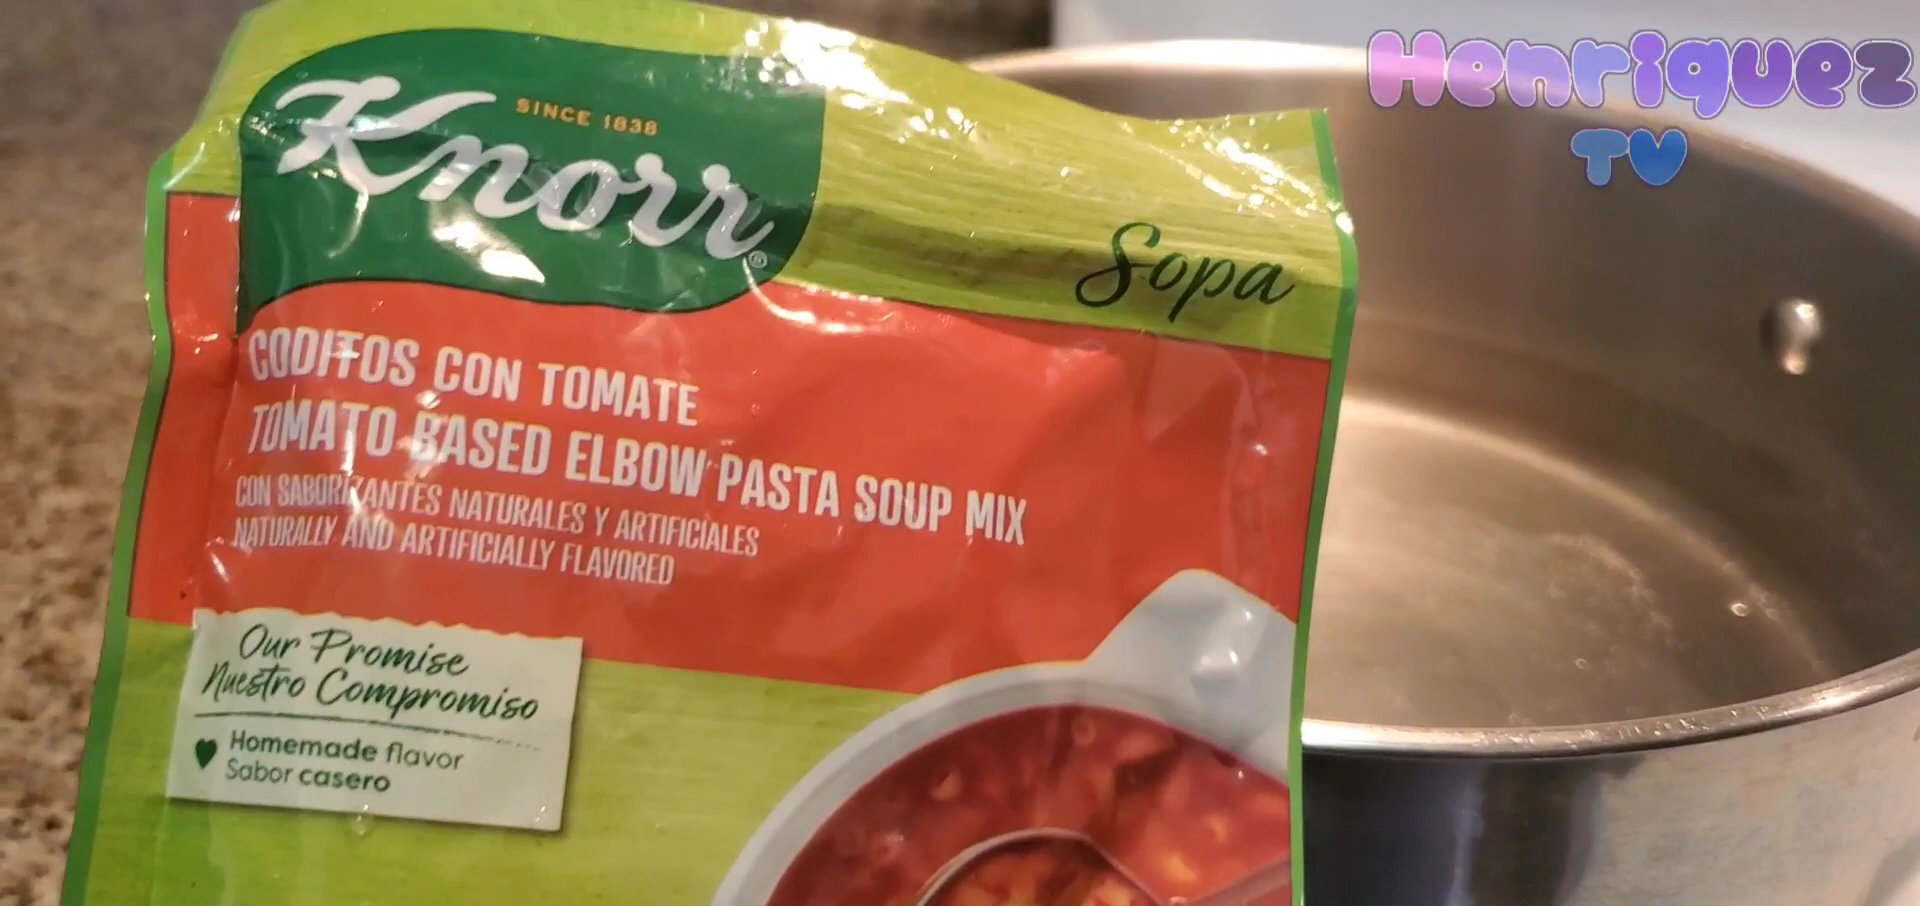 Henriquez
TV
SINCE 1838
Knorr®
Sopa
CODITOS CON TOMATE
TOMATO BASED ELBOW PASTA SOUP MIX
CON SABORIZANTES NATURALES Y ARTIFICIALES
NATURALLY AND ARTIFICIALLY FLAVORED
Our Promise
Nuestro Compromiso
Homemade flavor
Sabor casero